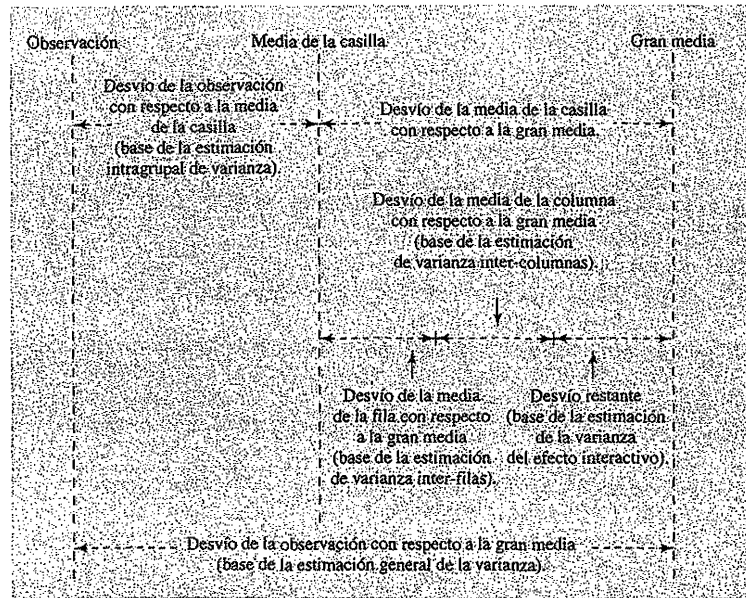 Observación
Media de la casilla
Gran media
Desvío de la observación
con respecto a la media
de la casilla
(base de la estimación
intragrupal de varianza).
Desvío de la media de la casilla
con respecto a la gran media.
Desvío de la media de la columna
con respecto a la gran media
(base de la estimación
de varianza inter-columnas).
Desvío de la media
de la fila con respecto
a la gran media
(base de la estimación
de varianza inter-filas).
Desvío restante
(base de la estimación
de la varianza
del efecto interactivo).
Desvío de la observación con respecto a la gran media
(base de la estimación general de la varianza).